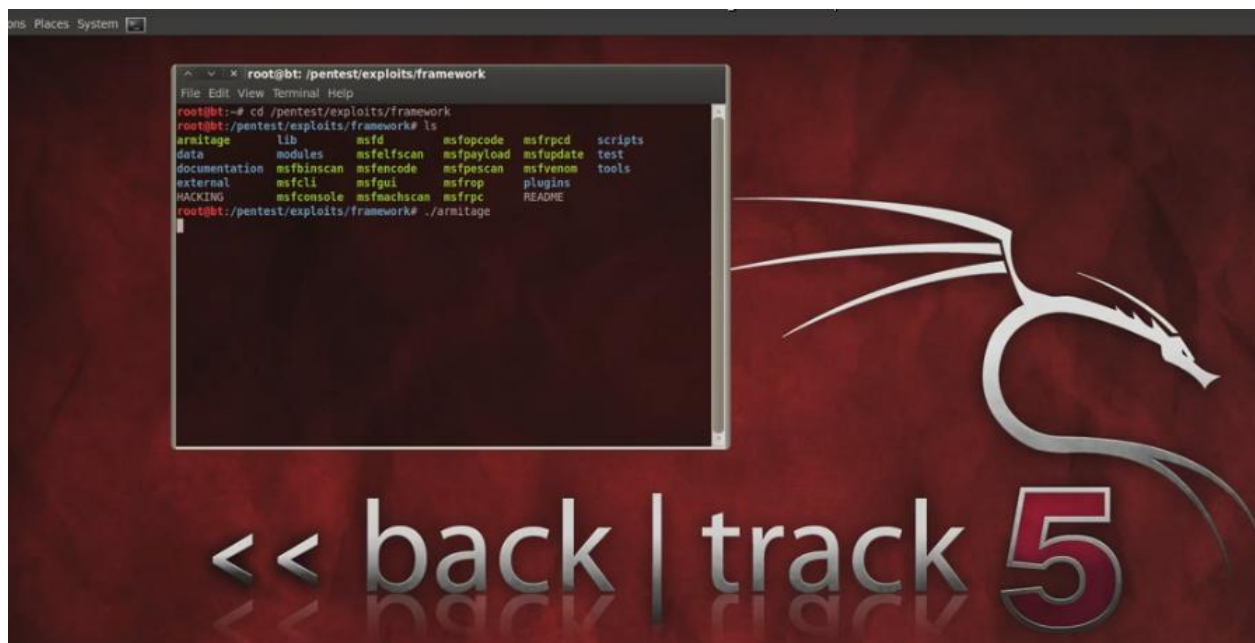 ons Places System
root@bt: /pentest/exploits/framework
File Edit View Terminal Help
root@bt:~# cd /pentest/exploits/framework
root@bt:/pentest/exploits/framework# ls
armitage lib msfd msfopcode msfrpcd scripts
data modules msfelfscan msfpayload msfupdate test
documentation msfbinscan msfencode msfpescan msfvenom tools
external msfcli msfgui msfrop plugins
HACKING msfconsole msfmachscan msfrpc README
root@bt:/pentest/exploits/framework# ./armitage
<< back | track 5